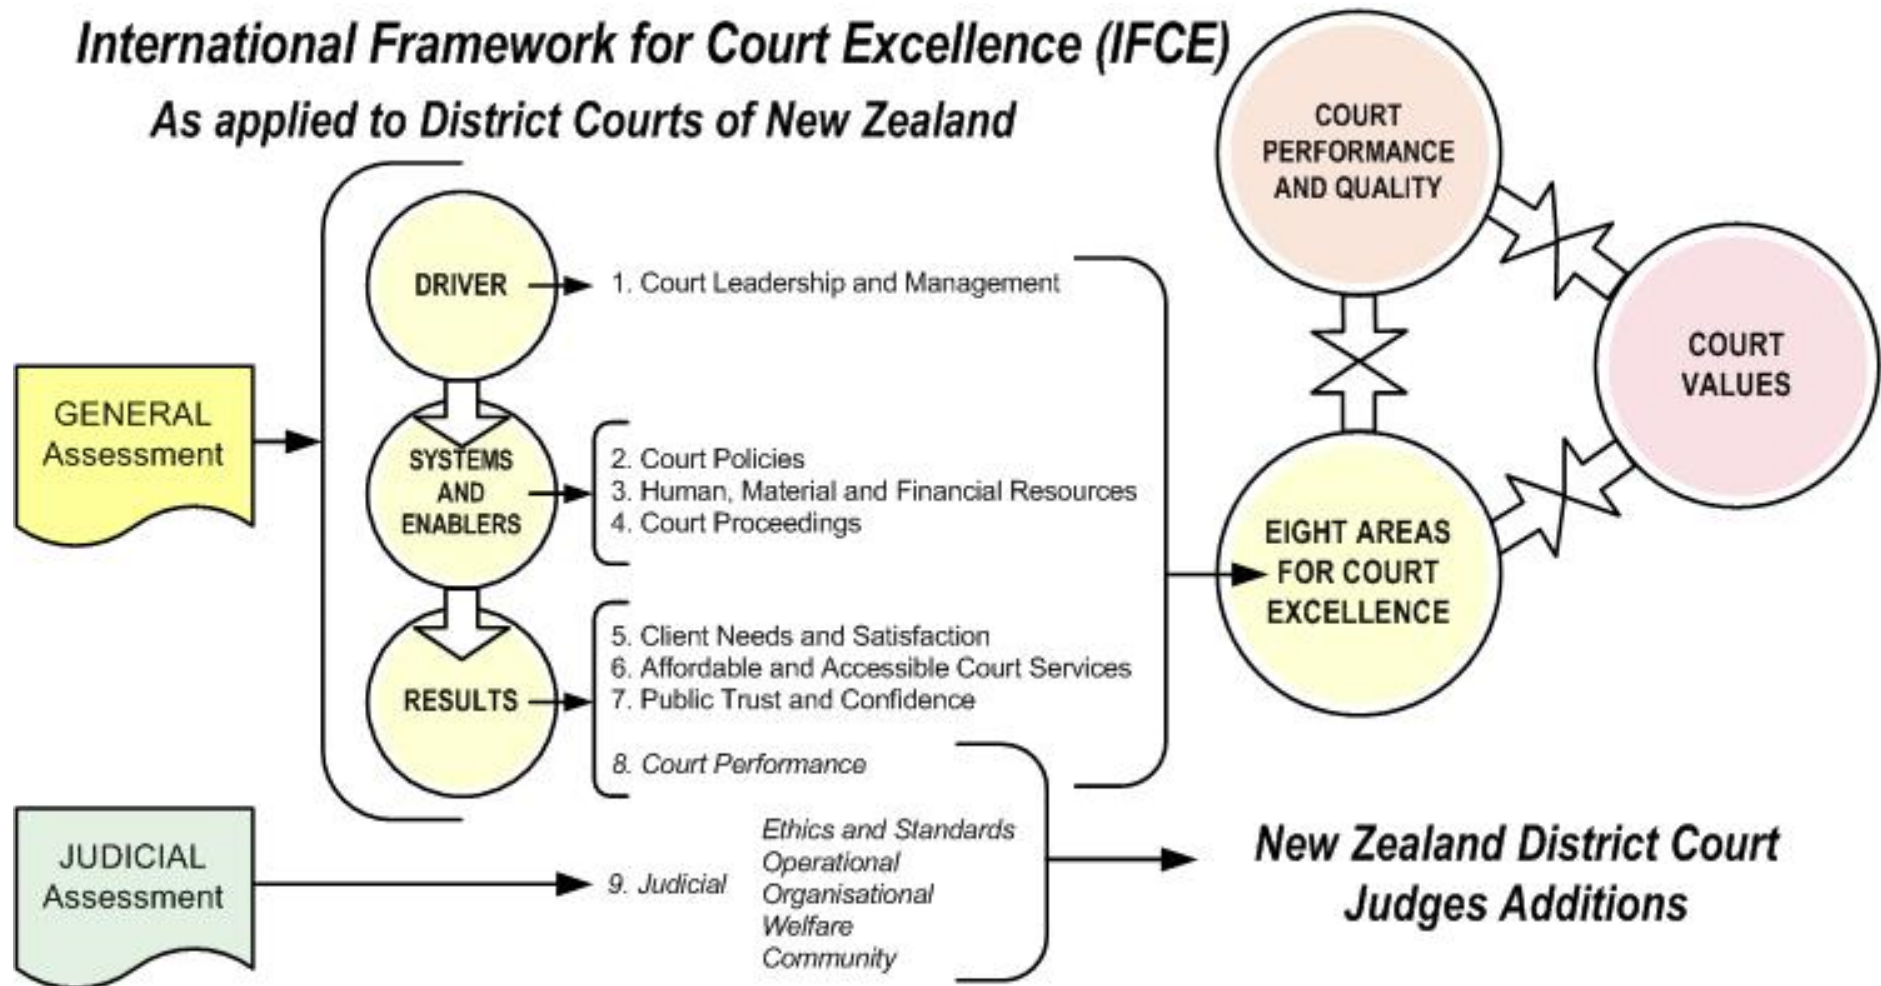 International Framework for Court Excellence (IFCE)
As applied to District Courts of New Zealand
GENERAL
Assessment
DRIVER
1. Court Leadership and Management
SYSTEMS
AND
ENABLERS
2. Court Policies
3. Human, Material and Financial Resources
4. Court Proceedings
RESULTS
5. Client Needs and Satisfaction
6. Affordable and Accessible Court Services
7. Public Trust and Confidence
8. Court Performance
COURT
PERFORMANCE
AND QUALITY
COURT
VALUES
EIGHT AREAS
FOR COURT
EXCELLENCE
JUDICIAL
Assessment
9. Judicial
Ethics and Standards
Operational
Organisational
Welfare
Community
New Zealand District Court
Judges Additions